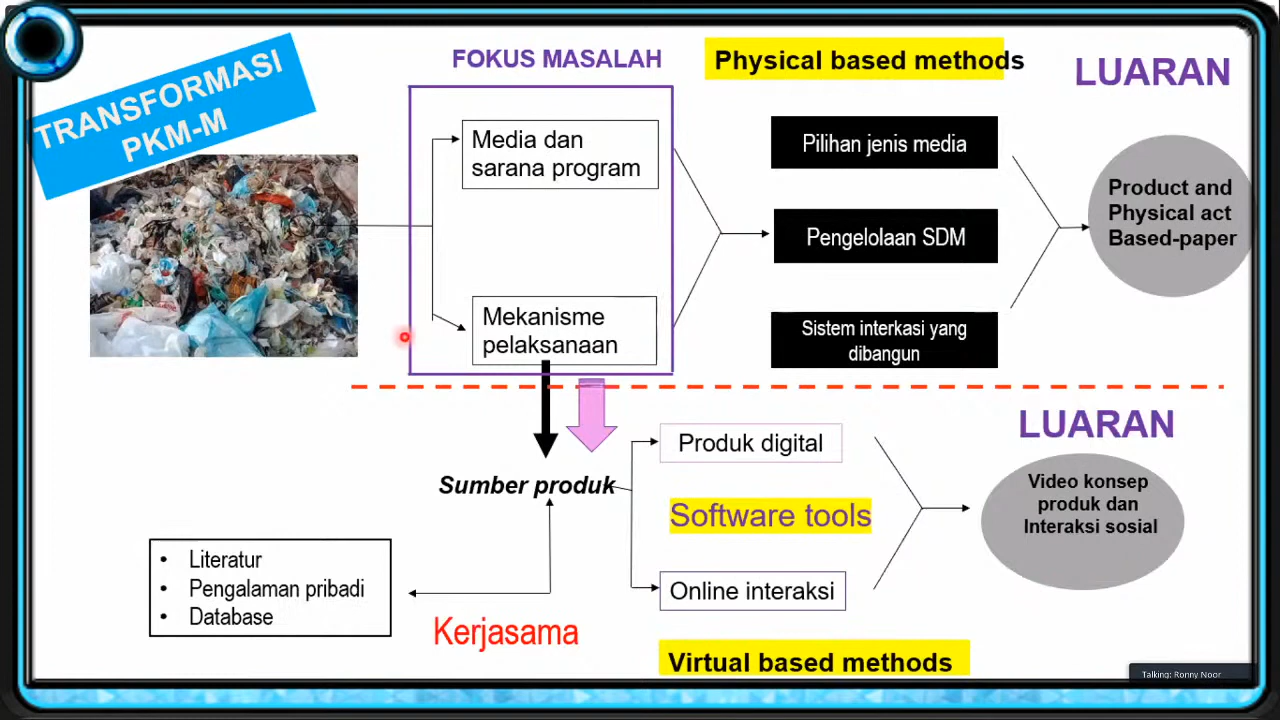 TRANSFORMASI
PKM-M
FOKUS MASALAH
Media dan
sarana program
Mekanisme
pelaksanaan
Physical based methods
Pilihan jenis media
Pengelolaan SDM
Sistem interkasi yang
dibangun
LUARAN
Product and
Physical act
Based-paper
Sumber produk
• Literatur
• Pengalaman pribadi
• Database
Kerjasama
Produk digital
Software tools
Online interaksi
Virtual based methods
LUARAN
Video konsep
produk dan
Interaksi sosial
Talking: Ronny Noor